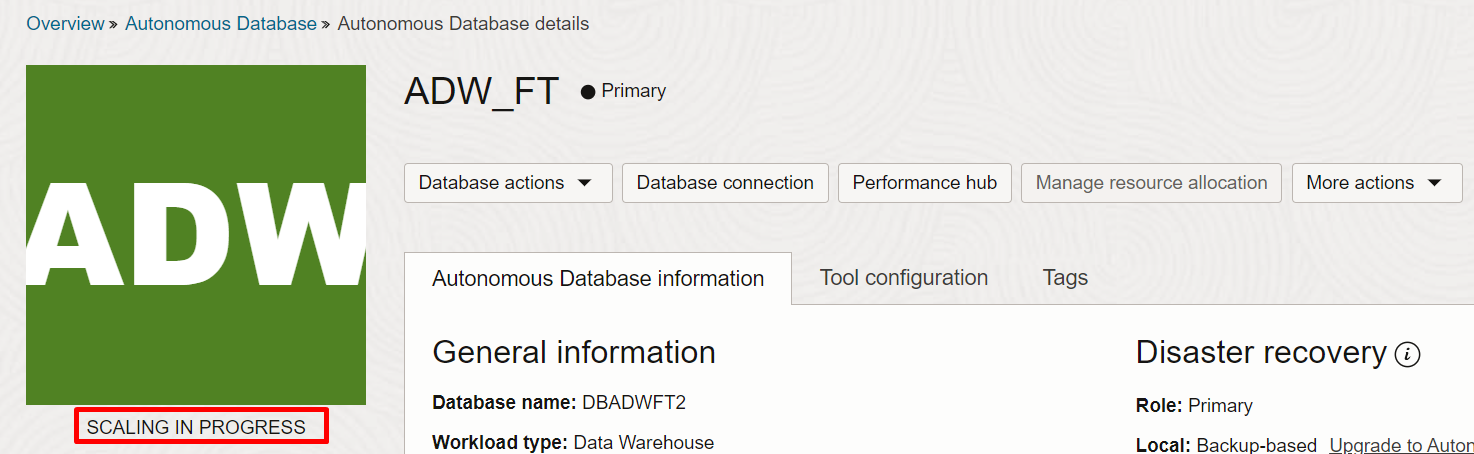 Overview » Autonomous Database » Autonomous Database details
ADW
SCALING IN PROGRESS
ADW_FT
Primary
Database actions
Database connection
Performance hub
Manage resource allocation
More actions
Autonomous Database information
Tool configuration
Tags
General information
Database name: DBADWFT2
Workload type: Data Warehouse
Disaster recovery
Role: Primary
Local: Backup-based Upgrade to Auton